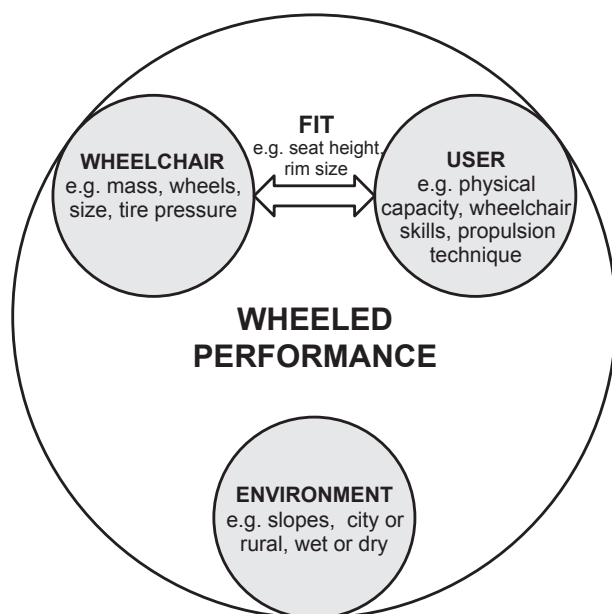 FIT
e.g. seat height,
rim size
WHEELCHAIR
e.g. mass, wheels,
size, tire pressure
USER
e.g. physical
capacity, wheelchair
skills, propulsion
technique
WHEELED
PERFORMANCE
ENVIRONMENT
e.g. slopes, city or
rural, wet or dry